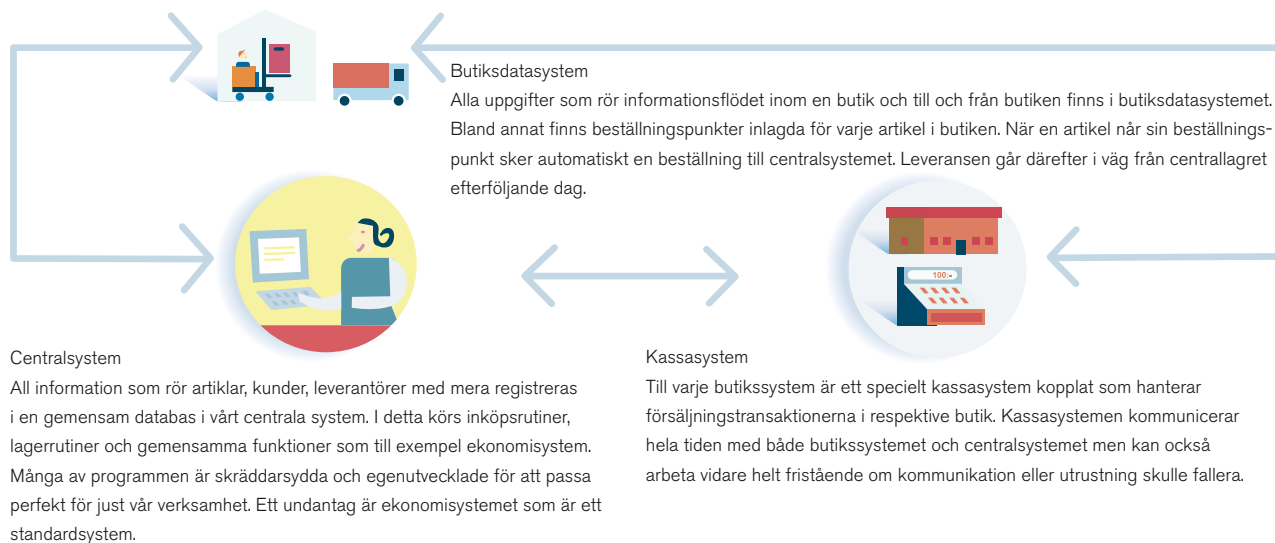 Butiksdatasystem
Alla uppgifter som rör informationsflödet inom en butik och till och från butiken finns i butiksdatasystemet.
Bland annat finns beställningspunkter inlagda för varje artikel i butiken. När en artikel når sin beställnings-
punkt sker automatiskt en beställning till centralsystemet. Leveransen går därefter i väg från centrallagret
efterföljande dag.
100:-
Centralsystem
All information som rör artiklar, kunder, leverantörer med mera registreras
i en gemensam databas i vårt centrala system. I detta körs inköpsrutiner,
lagerrutiner och gemensamma funktioner som till exempel ekonomisystem.
Många av programmen är skräddarsydda och egenutvecklade för att passa
perfekt för just vår verksamhet. Ett undantag är ekonomisystemet som är ett
standardsystem.
Kassasystem
Till varje butikssystem är ett specielt kassasystem kopplat som hanterar
försäljningstransaktionerna i respektive butik. Kassasystemen kommunicerar
hela tiden med både butikssystemet och centralsystemet men kan också
arbeta vidare helt fristående om kommunikation eller utrustning skulle fallera.